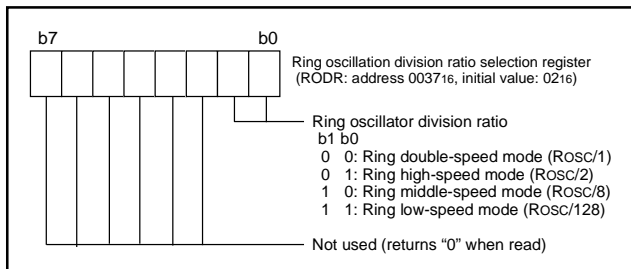 b7 b0
Ring oscillation division ratio selection register
(RODR: address 003716, initial value: 0216)
Ring oscillator division ratio
b1 b0
0 0: Ring double-speed mode (ROSC/1)
0 1: Ring high-speed mode (ROSC/2)
1 0: Ring middle-speed mode (ROSC/8)
1 1: Ring low-speed mode (ROSC/128)
Not used (returns “0” when read)